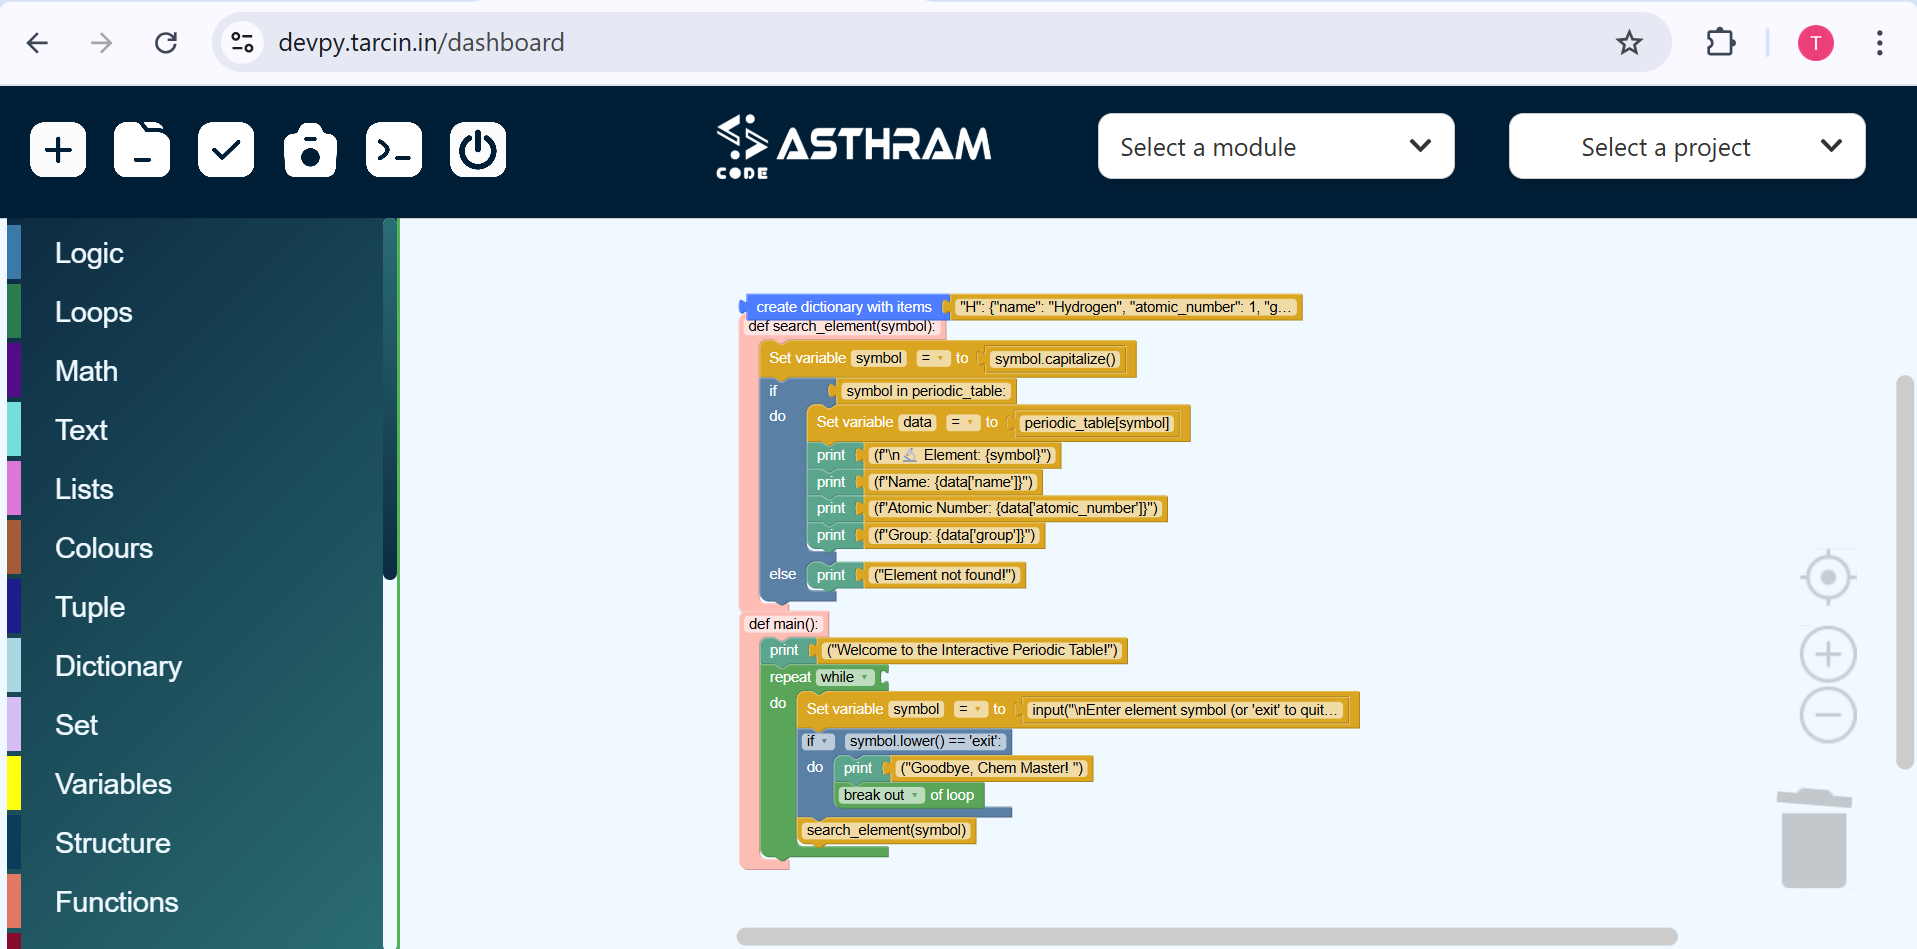 devpy.tarcin.in/dashboard
T
ASTHRAM
CODE
Select a module
Select a project
Logic
Loops
Math
Text
Lists
Colours
Tuple
Dictionary
Set
Variables
Structure
Functions
create dictionary with items "H": {"name": "Hydrogen", "atomic_number": 1, "g...
def search_element(symbol):
Set variable symbol = to symbol.capitalize()
if symbol in periodic_table:
do Set variable data = to periodic_table[symbol]
print (f"\n🔬 Element: {symbol}")
print (f"Name: {data['name']}")
print (f"Atomic Number: {data['atomic_number']}")
print (f"Group: {data['group']}")
else print ("Element not found!")
def main():
print ("Welcome to the Interactive Periodic Table!")
repeat while
do Set variable symbol = to input("\nEnter element symbol (or 'exit' to quit...
if symbol.lower() == 'exit':
do print ("Goodbye, Chem Master! ")
break out of loop
search_element(symbol)